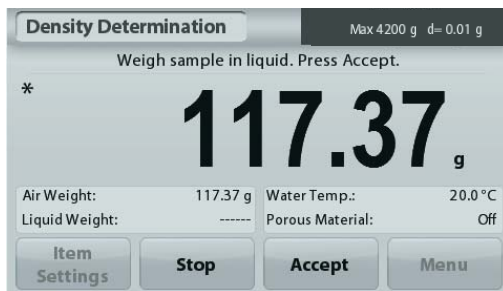 Density Determination Max 4200 g d= 0.01 g
Weigh sample in liquid. Press Accept.
* 117.37 g
Air Weight: 117.37 g Water Temp.: 20.0 °C
Liquid Weight: ------ Porous Material: Off
Item Settings Stop Accept Menu